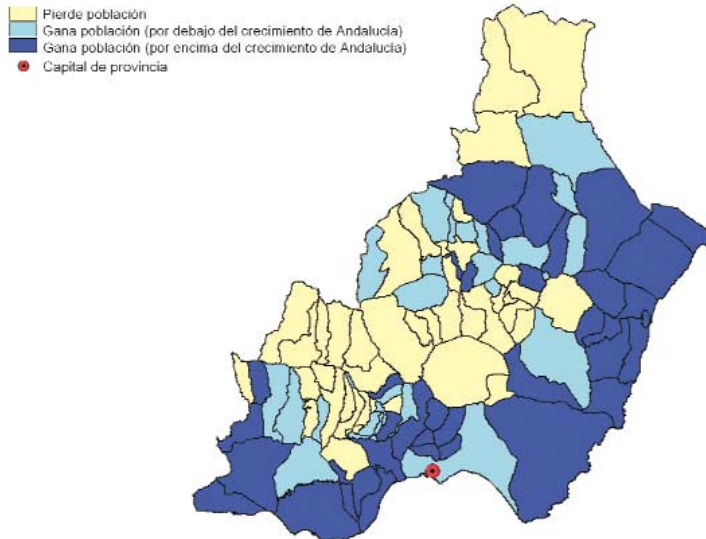 Pierde población
Gana población (por debajo del crecimiento de Andalucía)
Gana población (por encima del crecimiento de Andalucía)
Capital de provincia